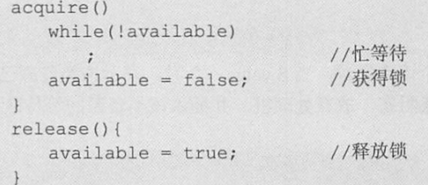 acquire()
    while(!available)
        ;                    //忙等待
    available = false;       //获得锁
}
release(){
    available = true;        //释放锁
}